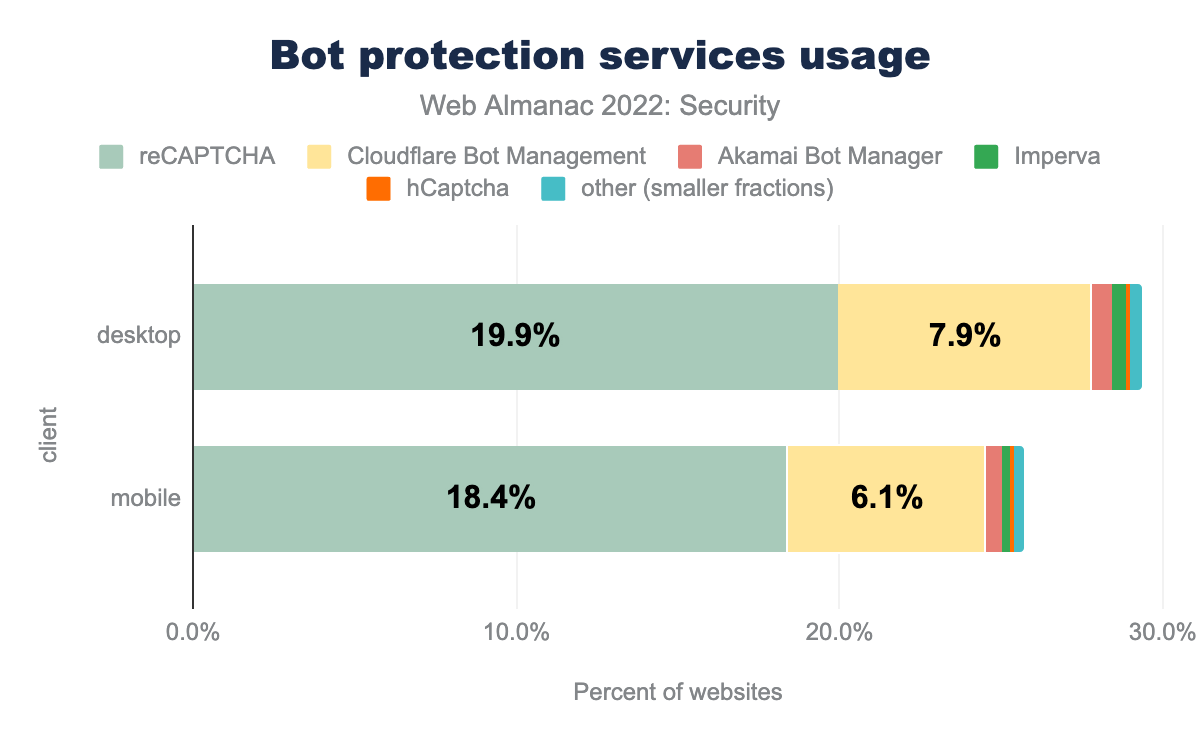 Bot protection services usage
Web Almanac 2022: Security
reCAPTCHA Cloudflare Bot Management Akamai Bot Manager Imperva
hCaptcha other (smaller fractions)
desktop 19.9% 7.9%
client
mobile 18.4% 6.1%
0.0% 10.0% 20.0% 30.0%
Percent of websites